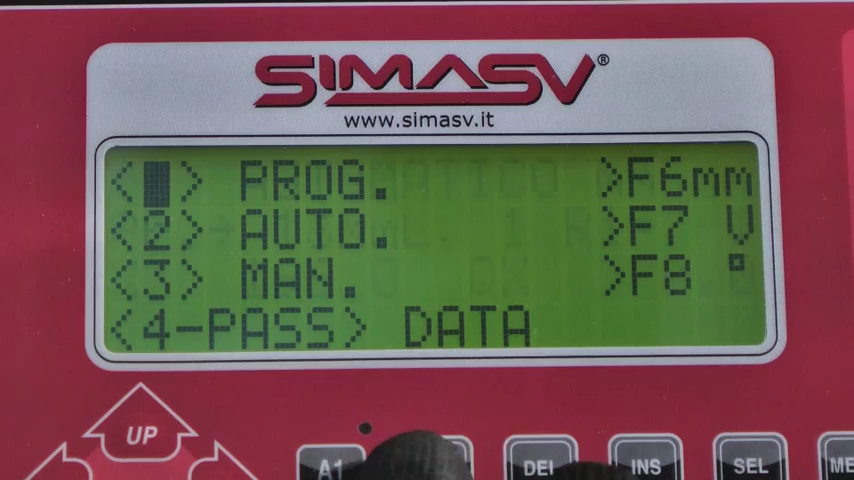 SIMASV®
www.simasv.it
<█> PROG. >F6mm
<2> AUTO. >F7 V
<3> MAN. >F8 °
<4-PASS> DATA
UP
A1
INS
SEL